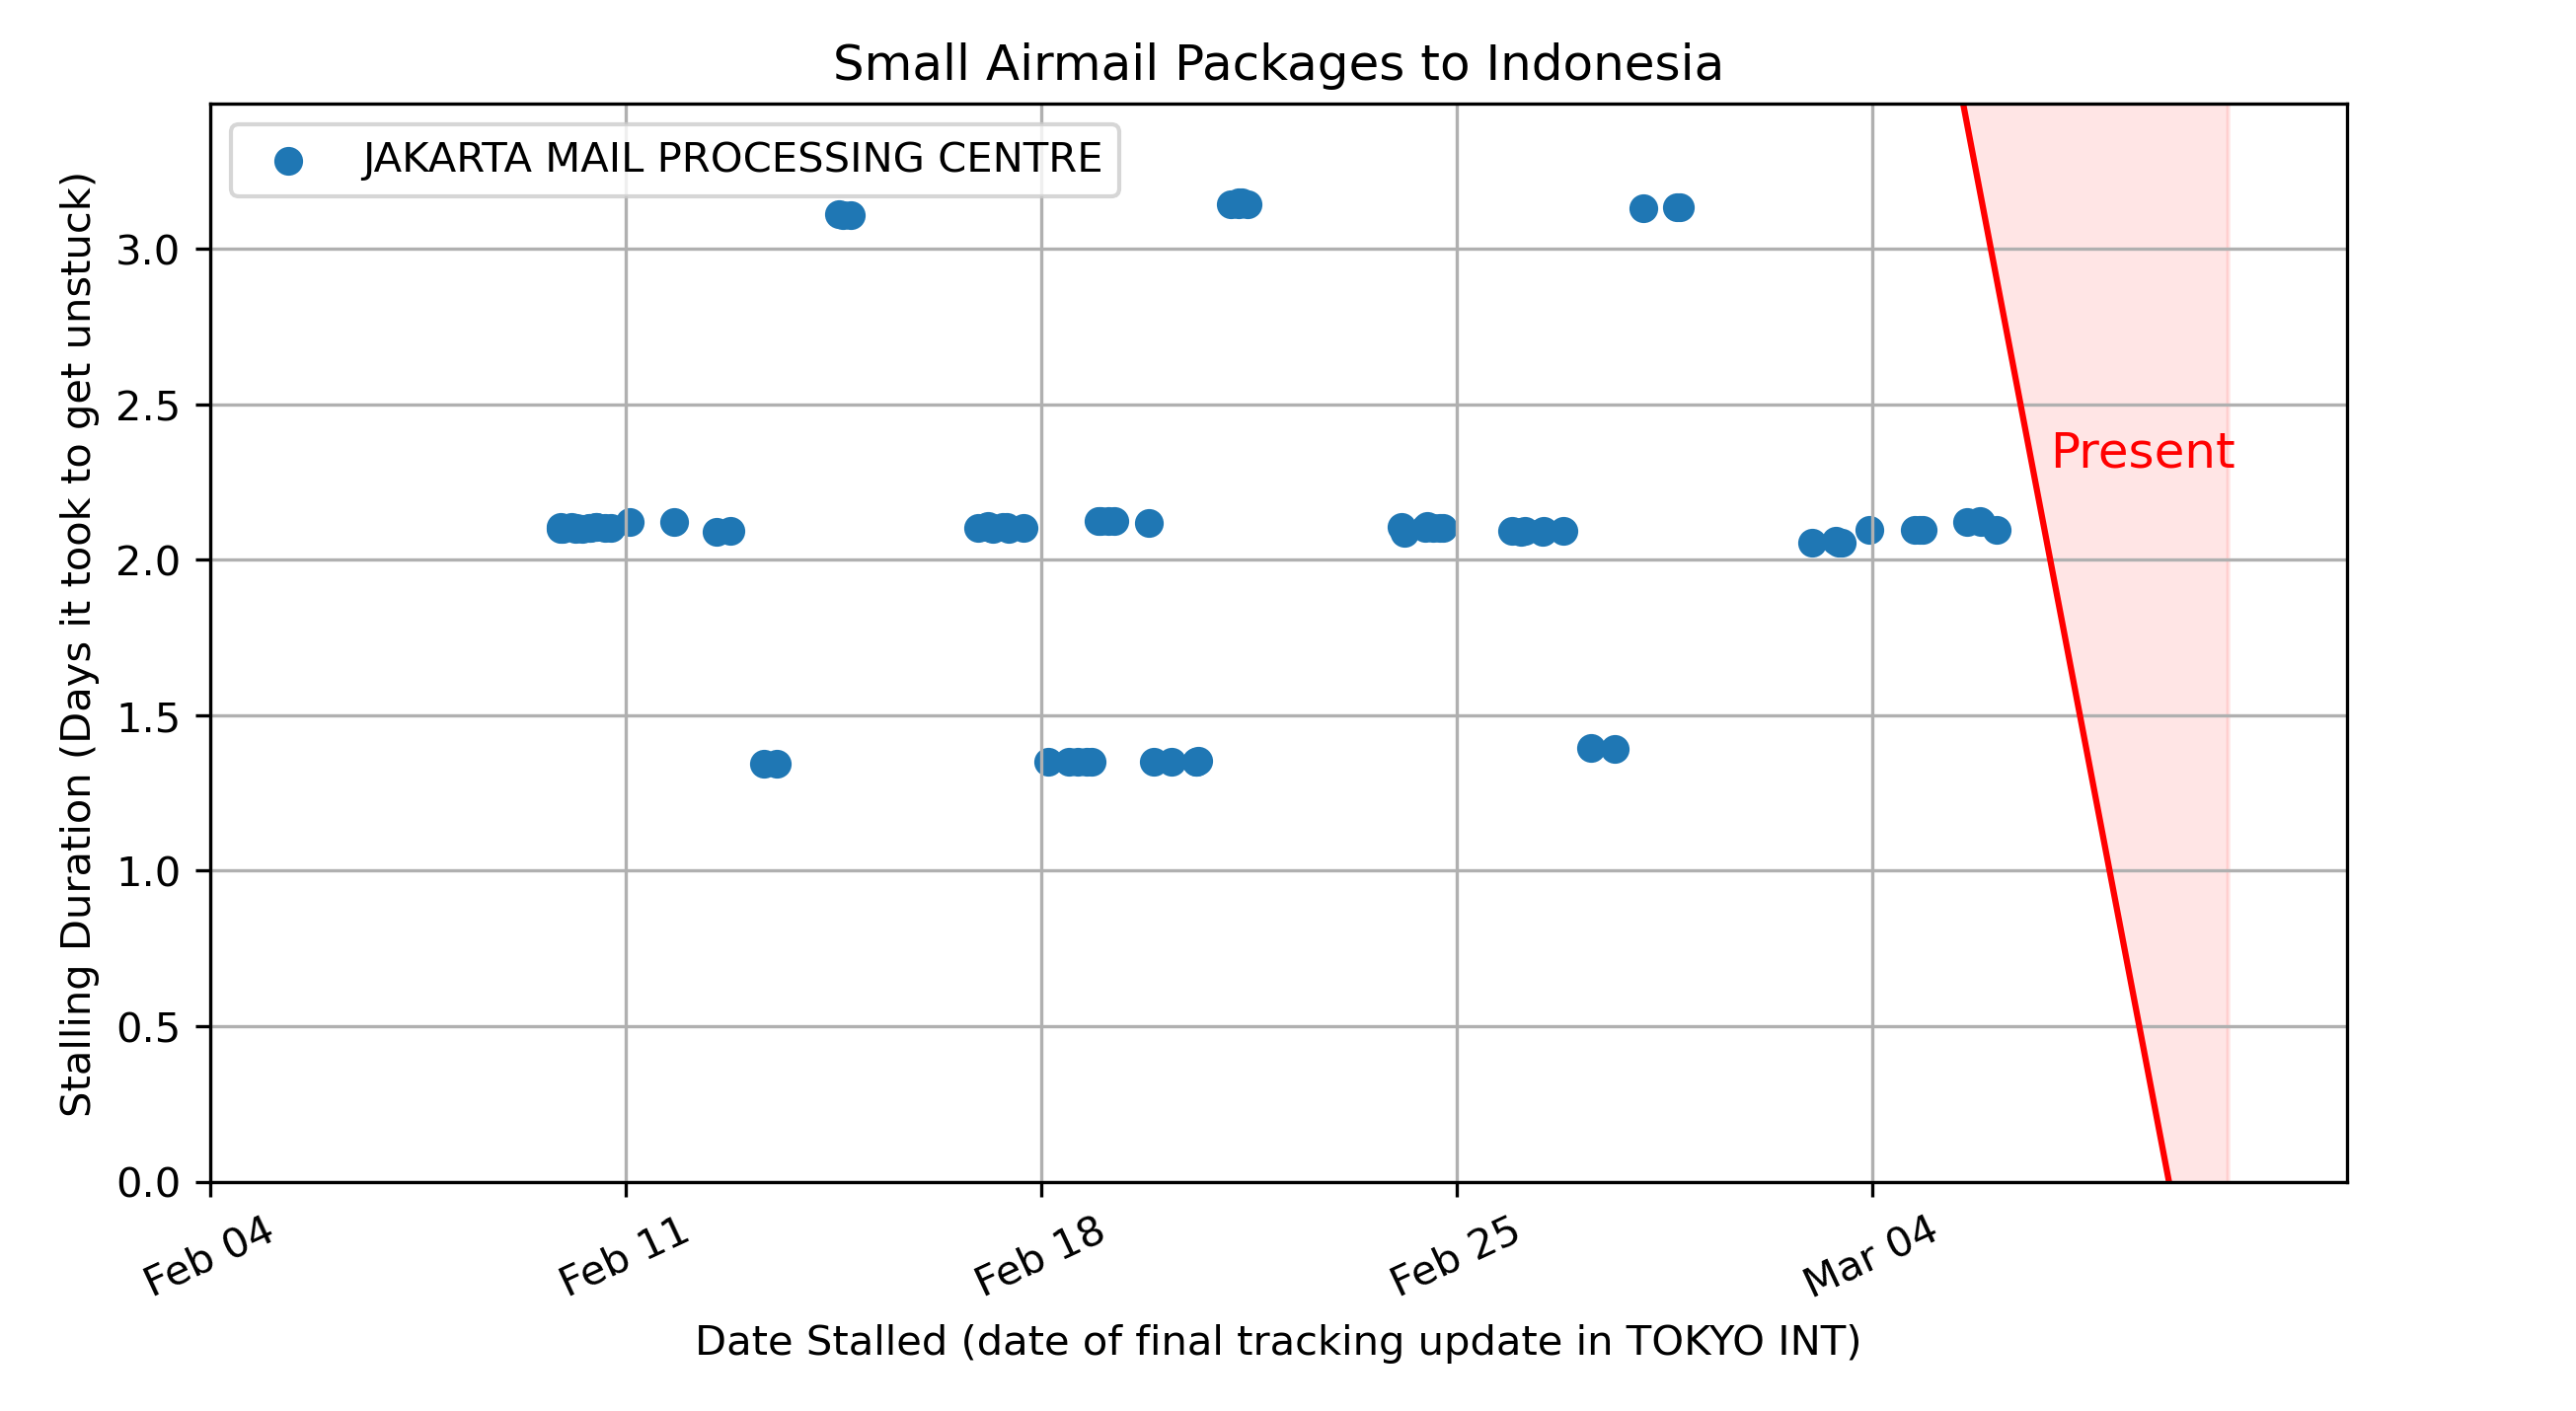 Small Airmail Packages to Indonesia
JAKARTA MAIL PROCESSING CENTRE
Stalling Duration (Days it took to get unstuck)
3.0
2.5
2.0
1.5
1.0
0.5
0.0
Present
Feb 04
Feb 11
Feb 18
Feb 25
Mar 04
Date Stalled (date of final tracking update in TOKYO INT)